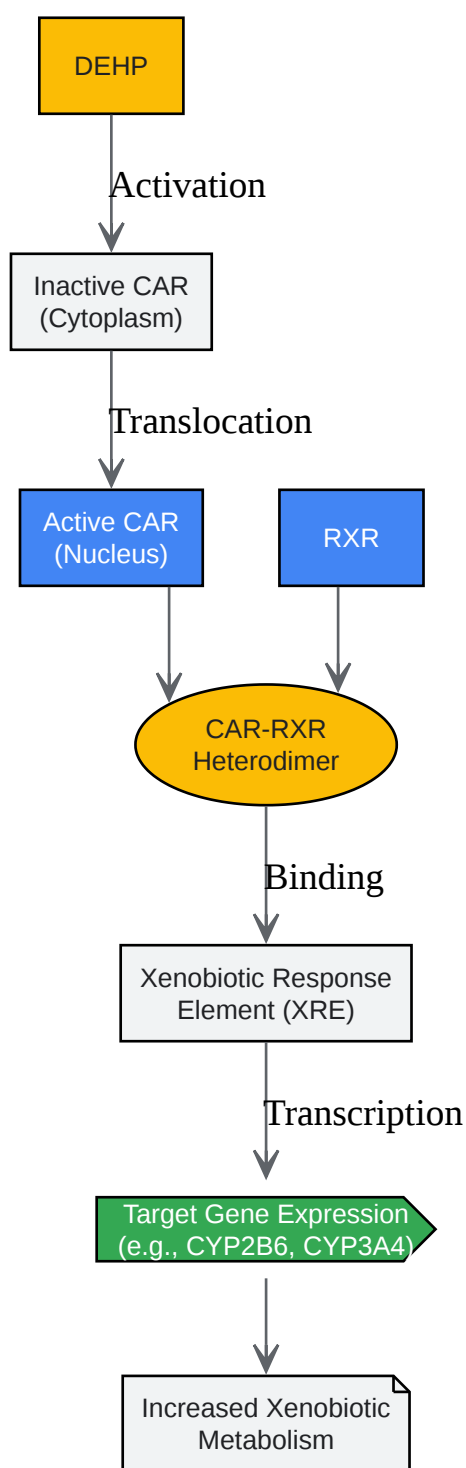 DEHP
Activation
Inactive CAR
(Cytoplasm)
Translocation
Active CAR
(Nucleus)
RXR
CAR-RXR
Heterodimer
Binding
Xenobiotic Response
Element (XRE)
Transcription
Target Gene Expression
(e.g., CYP2B6, CYP3A4)
Increased Xenobiotic
Metabolism